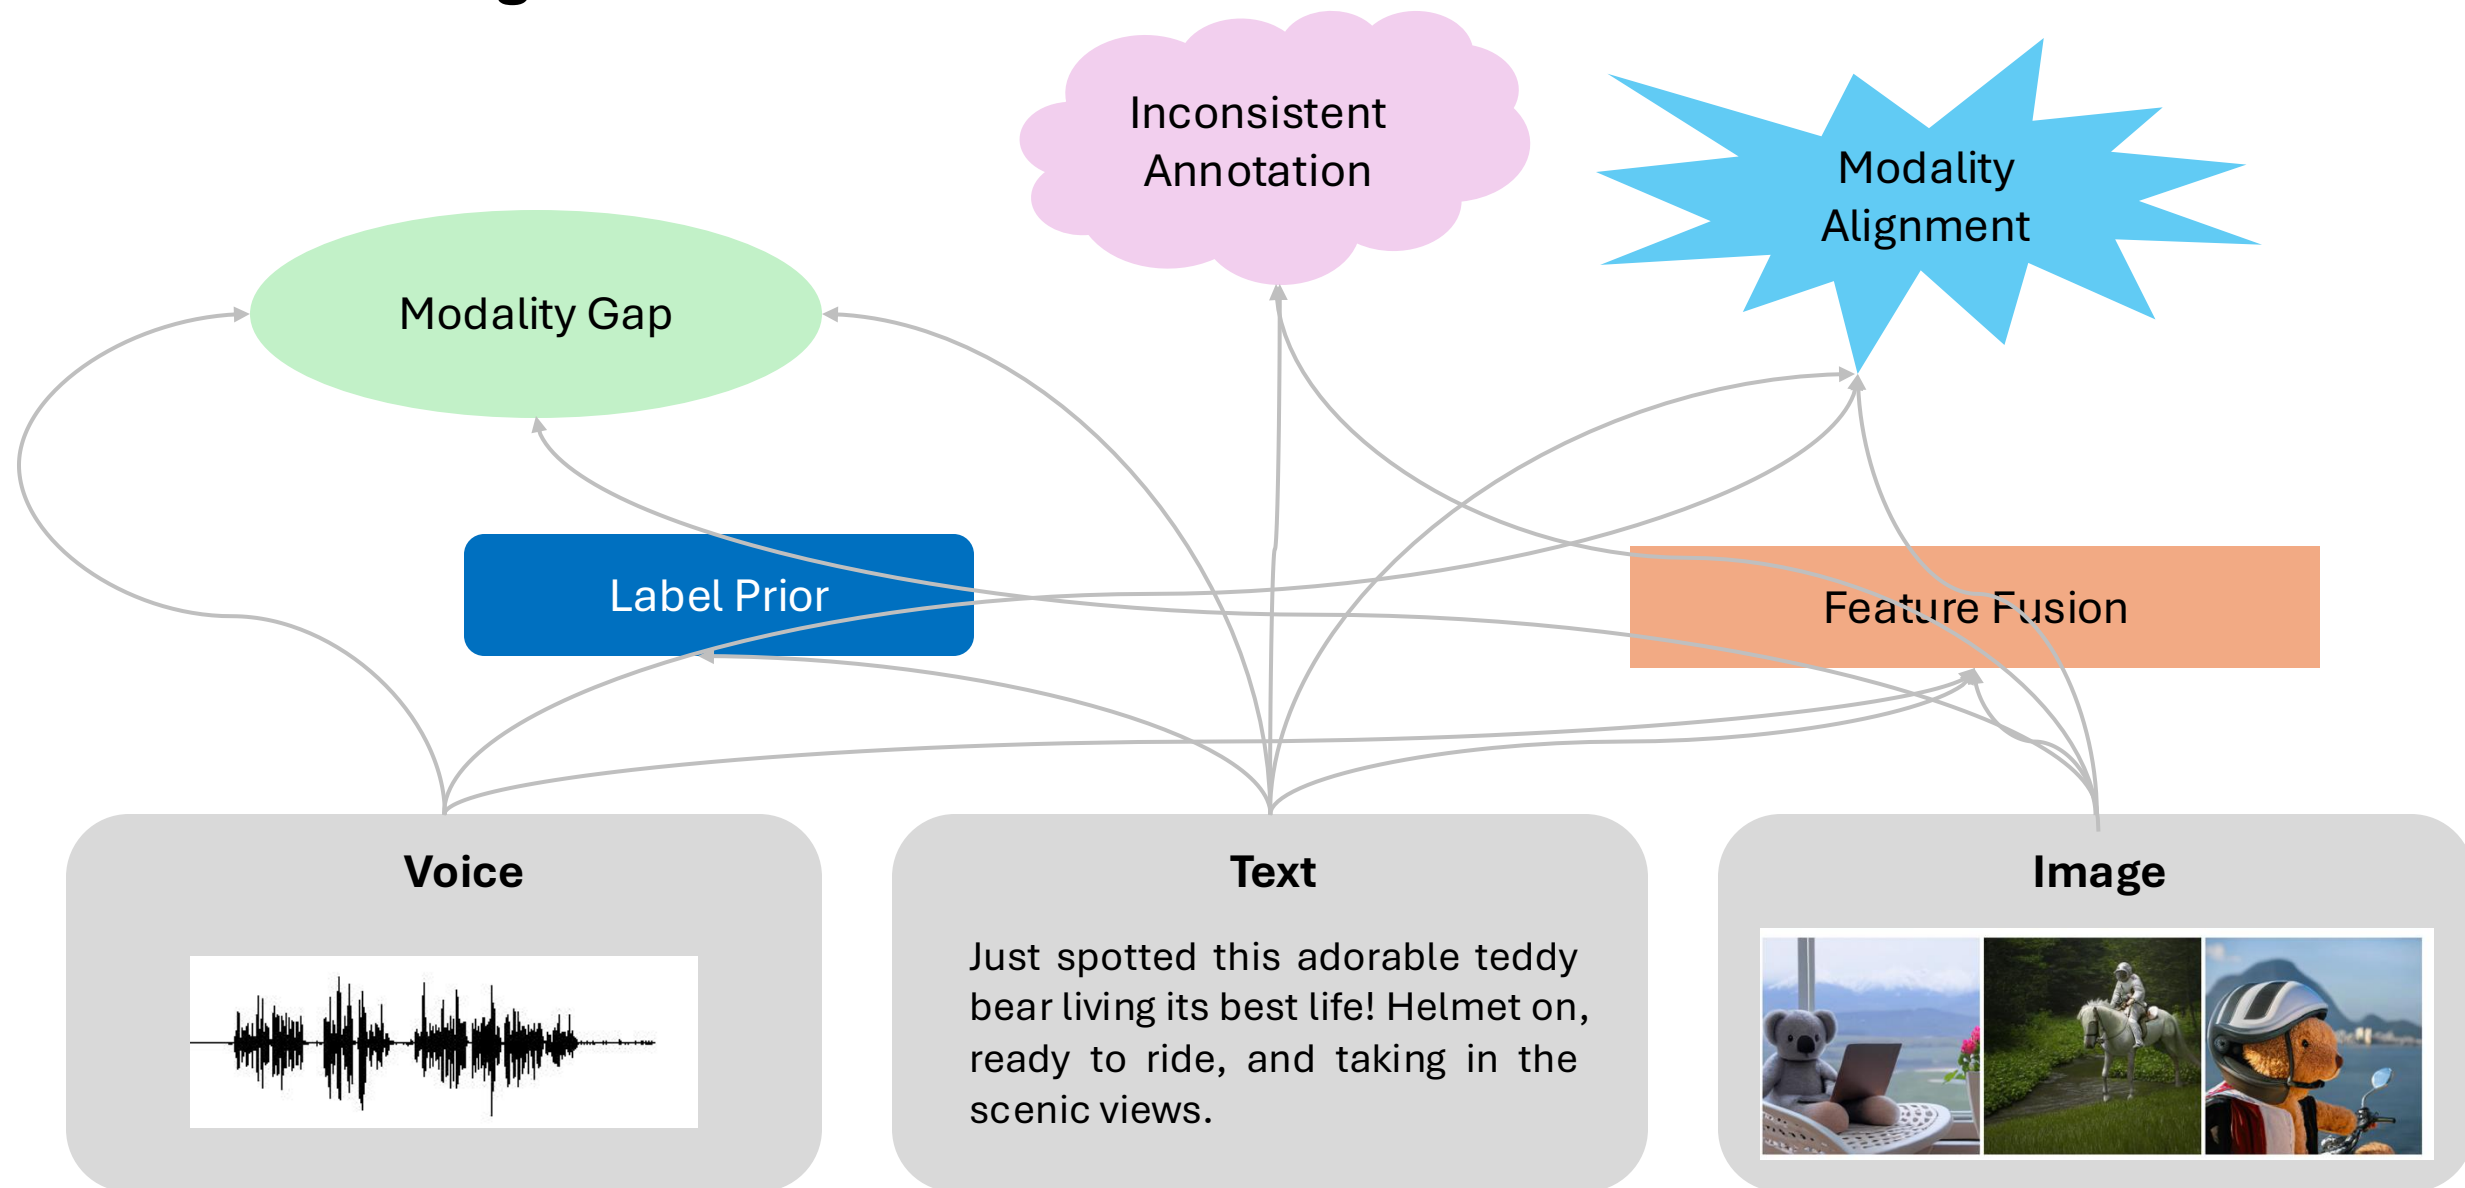 Inconsistent
Annotation
Modality
Alignment
Modality Gap
Label Prior
Feature Fusion
Voice
Text
Image
Just spotted this adorable teddy
bear living its best life! Helmet on,
ready to ride, and taking in the
scenic views.